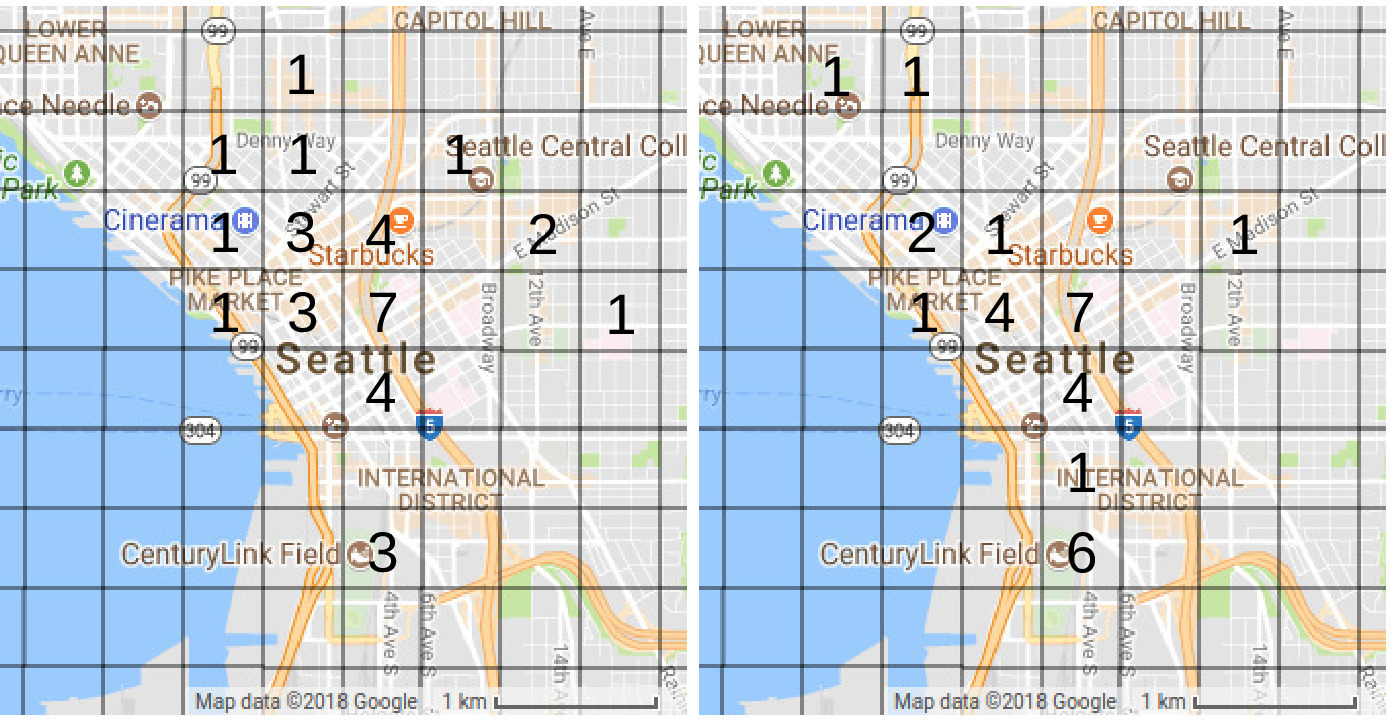 99
CAPITOL HILL
Ave E
LOWER
QUEEN ANNE
1
ce Needle
Denny Way
1
1
1
Seattle Central Coll
ic
Park
99
Stewart St
Cinerama
1
3
4
Starbucks
2
E Madison St
PIKE PLACE
MARKET
1
3
7
Broadway
12th Ave
1
99
Seattle
4
rry
304
5
INTERNATIONAL
DISTRICT
CenturyLink Field
3
4th Ave S
6th Ave S
14th A
Map data ©2018 Google
1 km
99
CAPITOL HILL
Ave E
LOWER
QUEEN ANNE
1
1
ce Needle
Denny Way
Seattle Central Coll
ic
Park
99
Stewart St
Cinerama
2
1
Starbucks
1
E Madison St
PIKE PLACE
MARKET
1
4
7
Broadway
12th Ave
99
Seattle
4
rry
304
5
1
INTERNATIONAL
DISTRICT
CenturyLink Field
6
4th Ave S
6th Ave S
14th A
Map data ©2018 Google
1 km